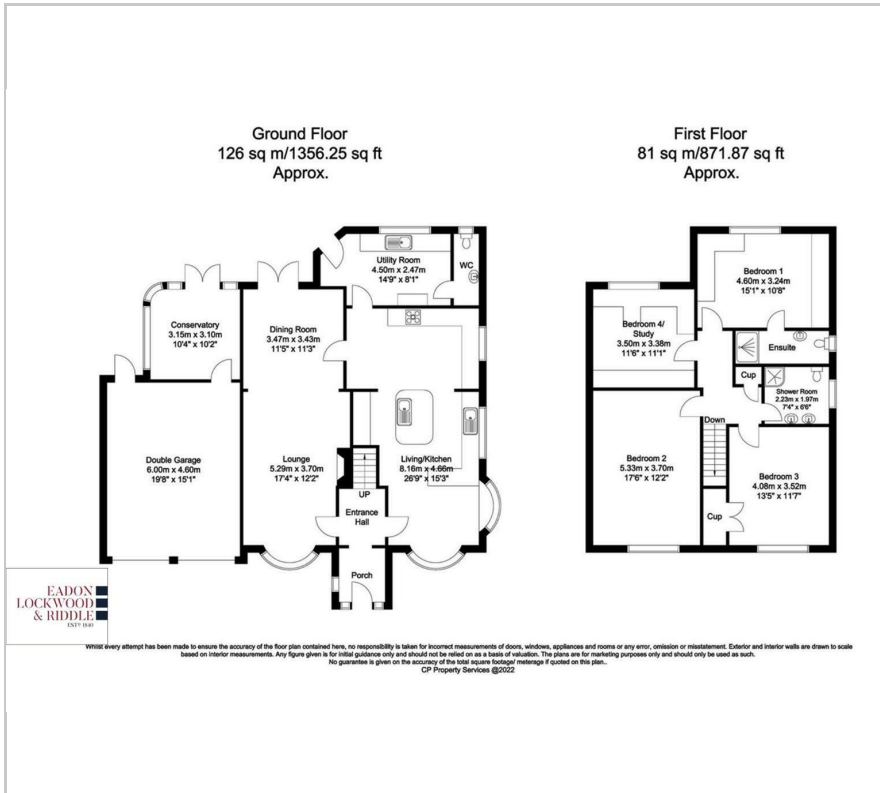 Ground Floor
126 sq m/1356.25 sq ft
Approx.
First Floor
81 sq m/871.87 sq ft
Approx.
Utility Room
4.50m x 2.47m
14'9" x 8'1"
WC
Conservatory
3.15m x 3.10m
10'4" x 10'2"
Dining Room
3.47m x 3.43m
11'5" x 11'3"
Double Garage
6.00m x 4.60m
19'8" x 15'1"
Lounge
5.29m x 3.70m
17'4" x 12'2"
Living/Kitchen
8.16m x 4.66m
26'9" x 15'3"
UP
Entrance
Hall
Porch
Bedroom 1
4.60m x 3.24m
15'1" x 10'8"
Bedroom 4/
Study
3.50m x 3.38m
11'6" x 11'1"
Ensuite
Cup
Shower Room
2.23m x 1.97m
7'4" x 6'6"
Down
Bedroom 2
5.33m x 3.70m
17'6" x 12'2"
Bedroom 3
4.08m x 3.52m
13'5" x 11'7"
Cup
EADON
LOCKWOOD
& RIDDLE
ESTD 1840
Whilst every attempt has been made to ensure the accuracy of the floor plan contained here, no responsibility is taken for incorrect measurements of doors, windows, appliances and rooms or any error, omission or misstatement. Exterior and interior walls are drawn to scale
based on interior measurements. Any figure given is for initial guidance only and should not be relied on as a basis of valuation. The plans are for marketing purposes only and should only be used as such.
No guarantee is given on the accuracy of the total square footage/ meterage if quoted on this plan..
CP Property Services @2022